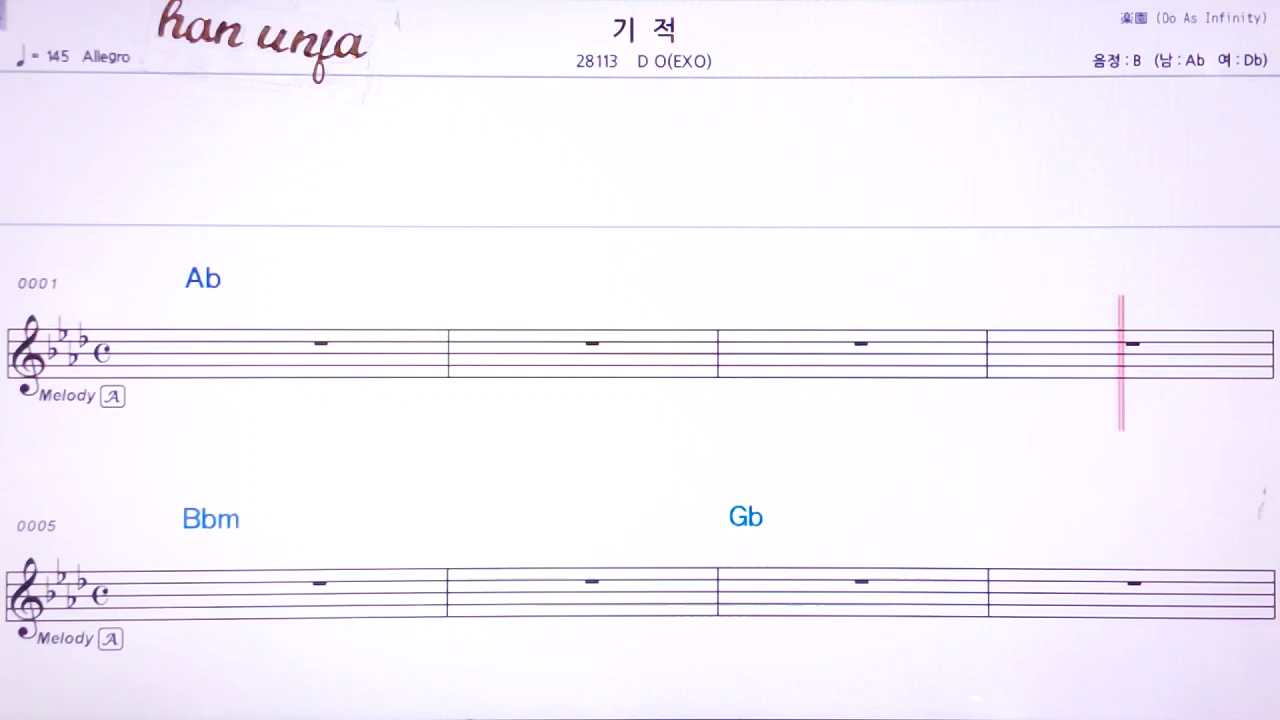 han unfa
기 적
楽園 (Do As Infinity)
♩= 145 Allegro
28113 D O(EXO)
음정 : B (남 : Ab 여 : Db)
0001 Ab
Melody A
0005 Bbm Gb
Melody A